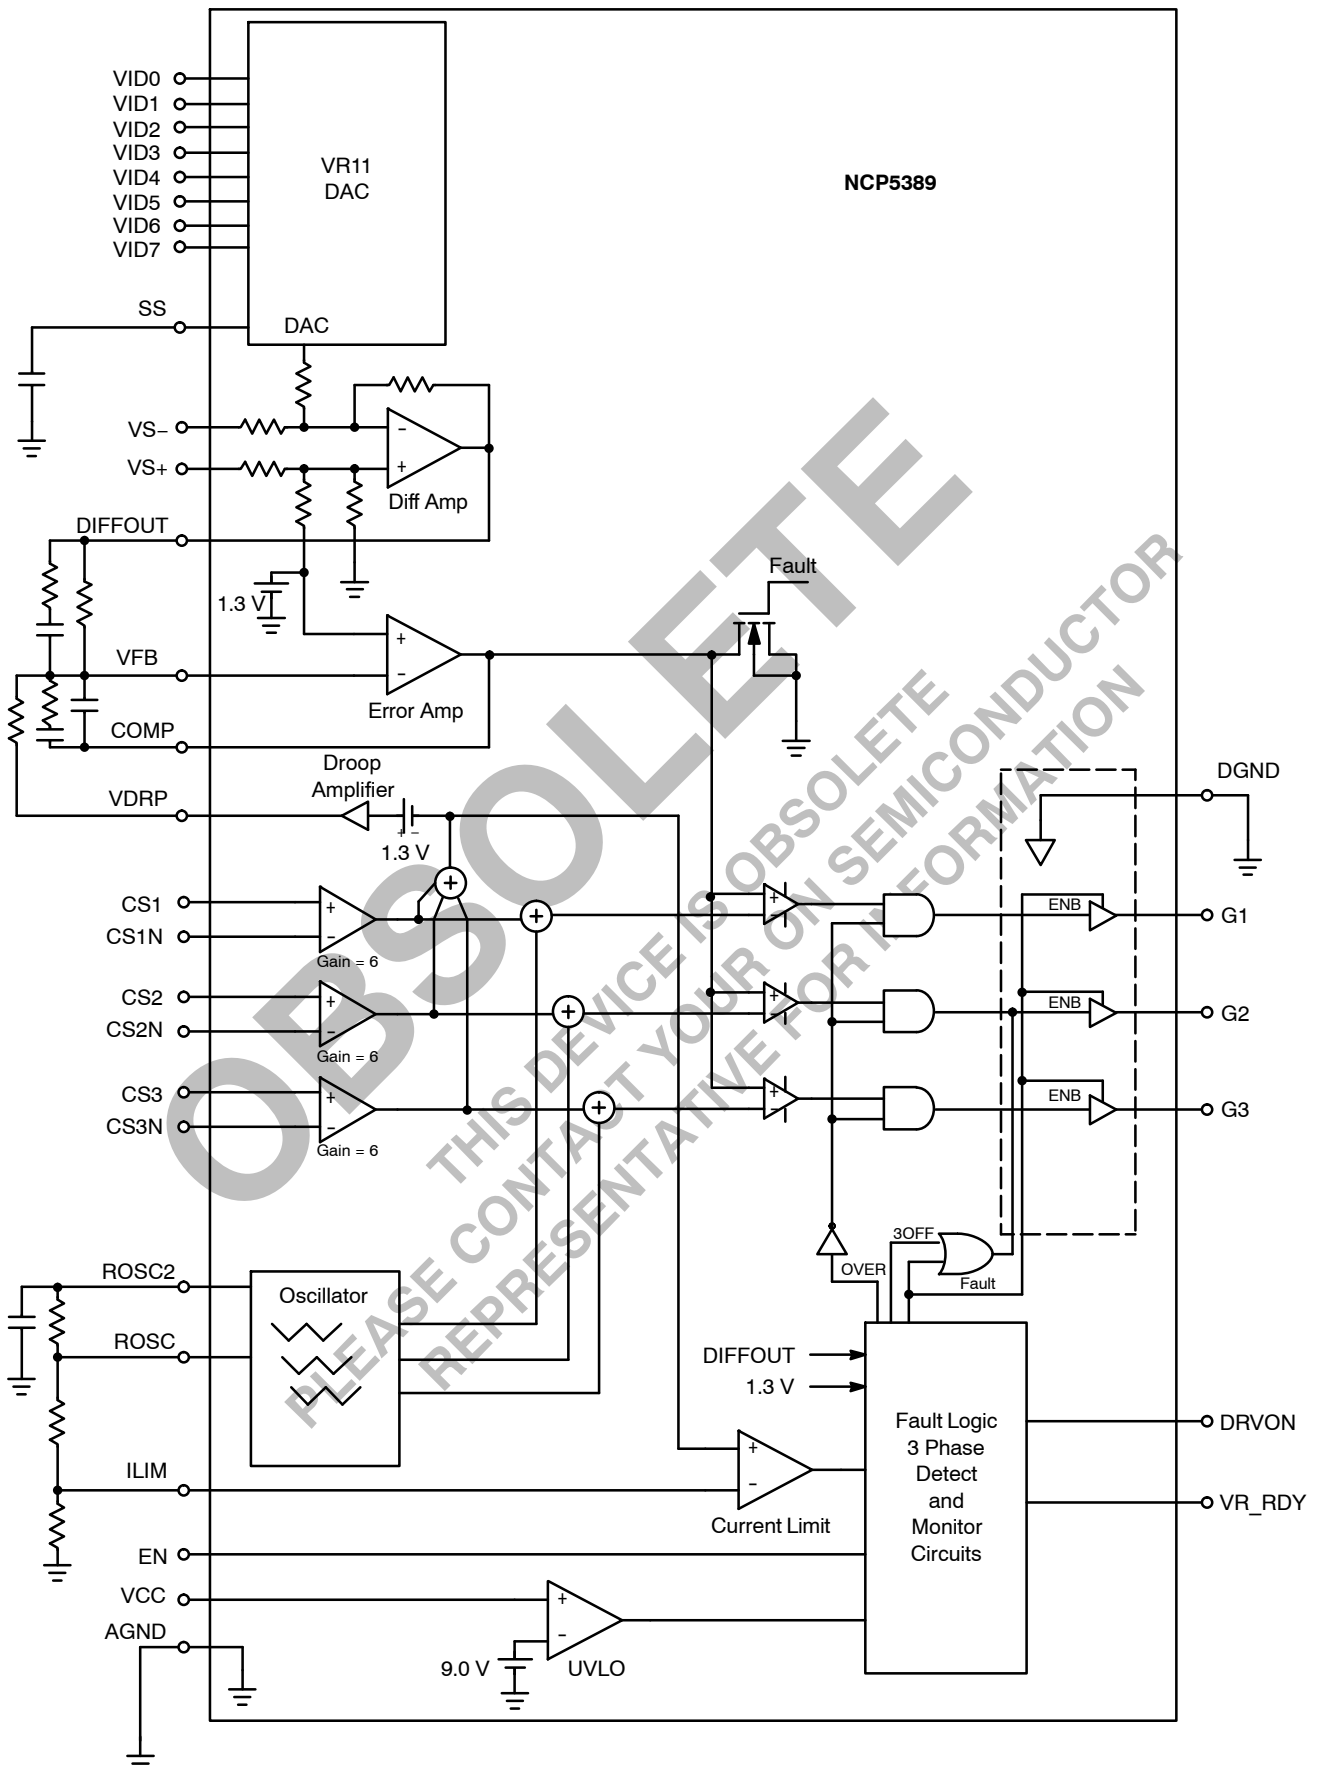 VID0
VID1
VID2
VID3
VID4
VID5
VID6
VID7
VR11
DAC
NCP5389
SS
DAC
VS−
VS+
−
+
Diff Amp
DIFFOUT
1.3 V
Fault
VFB
+
−
Error Amp
COMP
Droop
Amplifier
VDRP
+ −
1.3 V
DGND
+
CS1
CS1N
+
−
Gain = 6
+
+
−
ENB
G1
CS2
CS2N
+
−
Gain = 6
+
+
−
ENB
G2
CS3
CS3N
+
−
Gain = 6
+
+
−
ENB
G3
3OFF
OVER
Fault
ROSC2
Oscillator
ROSC
DIFFOUT
1.3 V
Fault Logic
3 Phase
Detect
and
Monitor
Circuits
DRVON
ILIM
+
−
Current Limit
VR_RDY
EN
VCC
+
−
AGND
9.0 V
UVLO
OBSOLETE
THIS DEVICE IS OBSOLETE
PLEASE CONTACT YOUR ON SEMICONDUCTOR
REPRESENTATIVE FOR INFORMATION